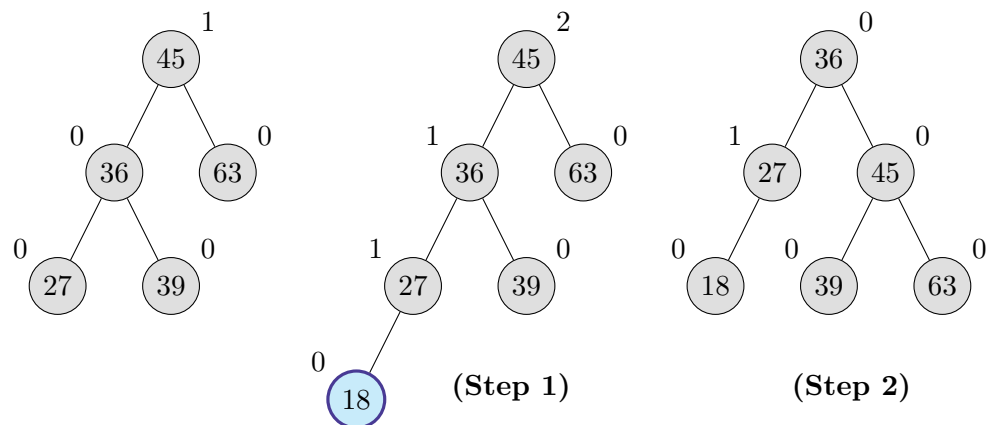 1 2 0
45 45 36
0 0 1 0 1 0
36 63 36 63 27 45
0 0 1 0 0 0 0
27 39 27 39 18 39 63
0
18 (Step 1) (Step 2)